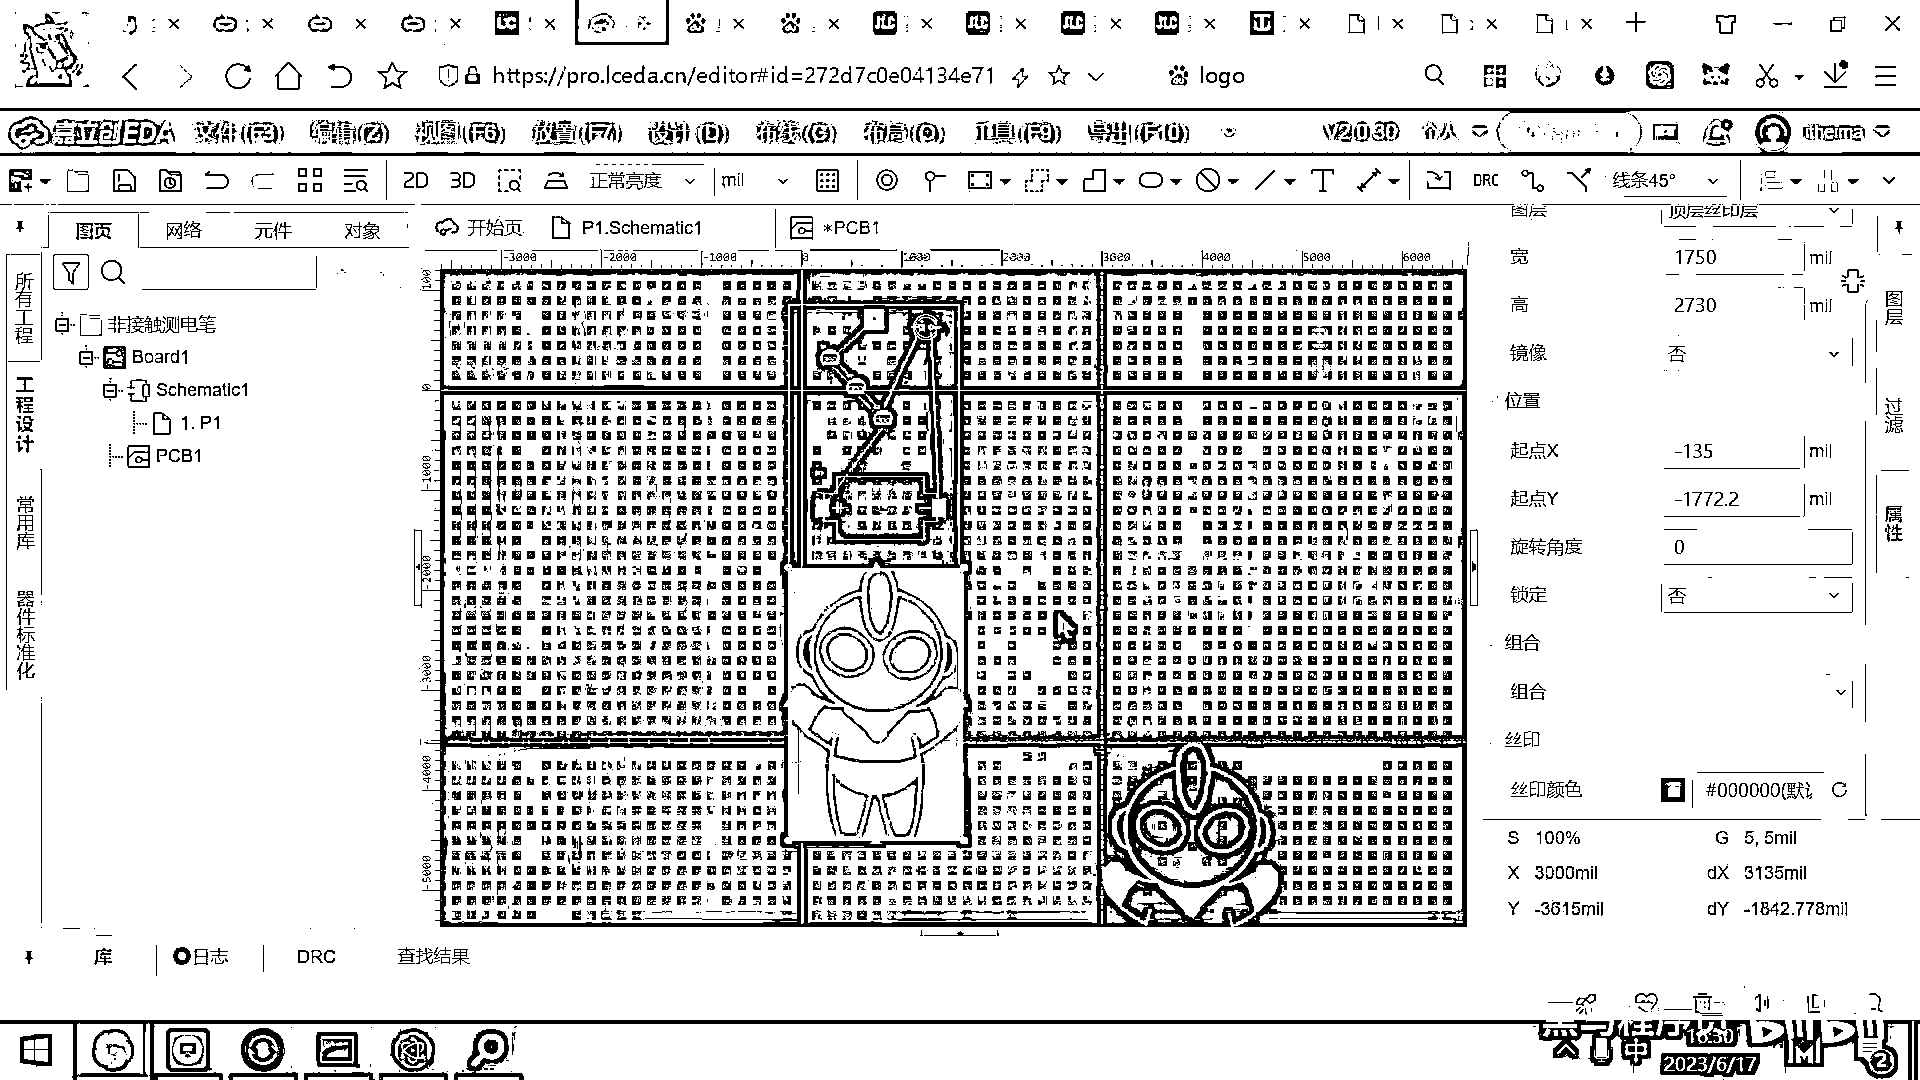 https://pro.lceda.cn/editor#id=272d7c0e04134e71
logo
嘉立创EDA 文件(F3) 编辑(Z) 视图(F6) 放置(F7) 设计(D) 布线(G) 布局(Q) 工具(F9) 导出(F10) V2.0.30
2D 3D 正常亮度 mil DRC 线条45°
图页 网络 元件 对象
开始页 P1.Schematic1 *PCB1
所有工程
工程设计
常用库
器件标准化
非接触测电笔
Board1
Schematic1
1. P1
PCB1
-3000 -2000 -1000 0 1000 2000 3000 4000 5000 6000
0
-1000
-2000
-3000
-4000
-5000
图层 顶层丝印层
宽 1750 mil
高 2730 mil
镜像 否
位置
起点X -135 mil
起点Y -1772.2 mil
旋转角度 0
锁定 否
组合
组合
丝印
丝印颜色 #000000(默认
S 100% G 5, 5mil
X 3000mil dX 3135mil
Y -3615mil dY -1842.778mil
图层
过滤
属性
库 日志 DRC 查找结果
中
2023/6/17
2